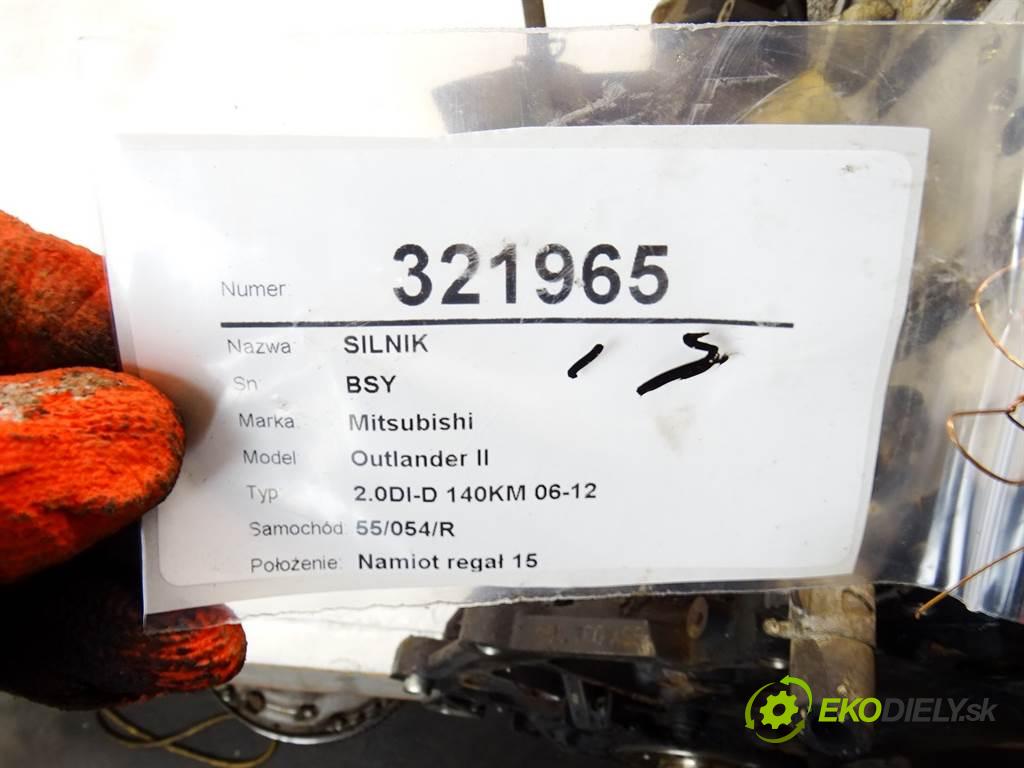 Numer: 321965
Nazwa: SILNIK
Sn: BSY
Marka: Mitsubishi
Model: Outlander II
Typ: 2.0DI-D 140KM 06-12
Samochód: 55/054/R
Położenie: Namiot regał 15
EKODIELY.sk